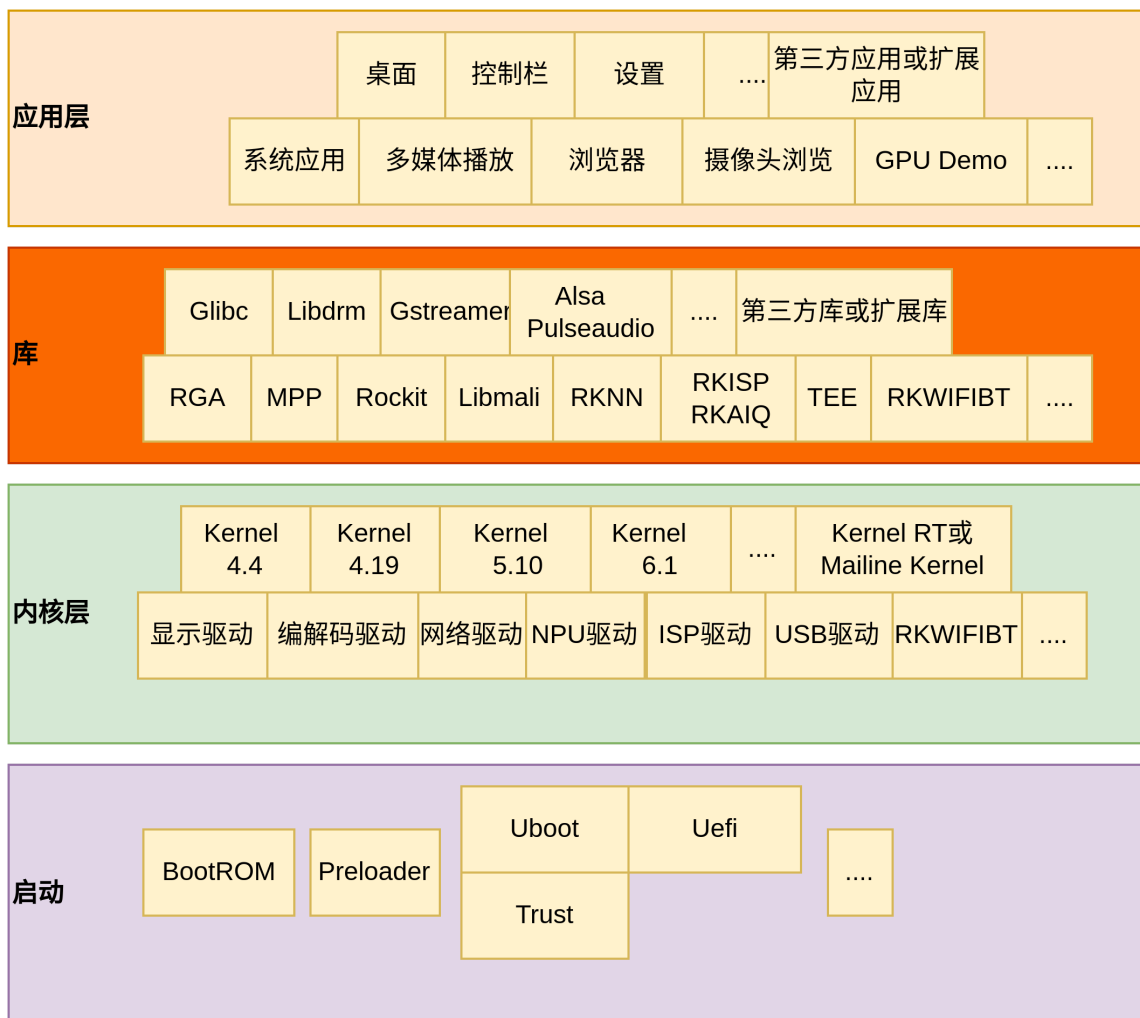 应用层
桌面
控制栏
设置
....
第三方应用或扩展
应用
系统应用
多媒体播放
浏览器
摄像头浏览
GPU Demo
....
库
Glibc
Libdrm
Gstreamer
Alsa
Pulseaudio
....
第三方库或扩展库
RGA
MPP
Rockit
Libmali
RKNN
RKISP
RKAIQ
TEE
RKWIFIBT
....
内核层
Kernel
4.4
Kernel
4.19
Kernel
5.10
Kernel
6.1
....
Kernel RT或
Mailine Kernel
显示驱动
编解码驱动
网络驱动
NPU驱动
ISP驱动
USB驱动
RKWIFIBT
....
启动
BootROM
Preloader
Uboot
Uefi
Trust
....